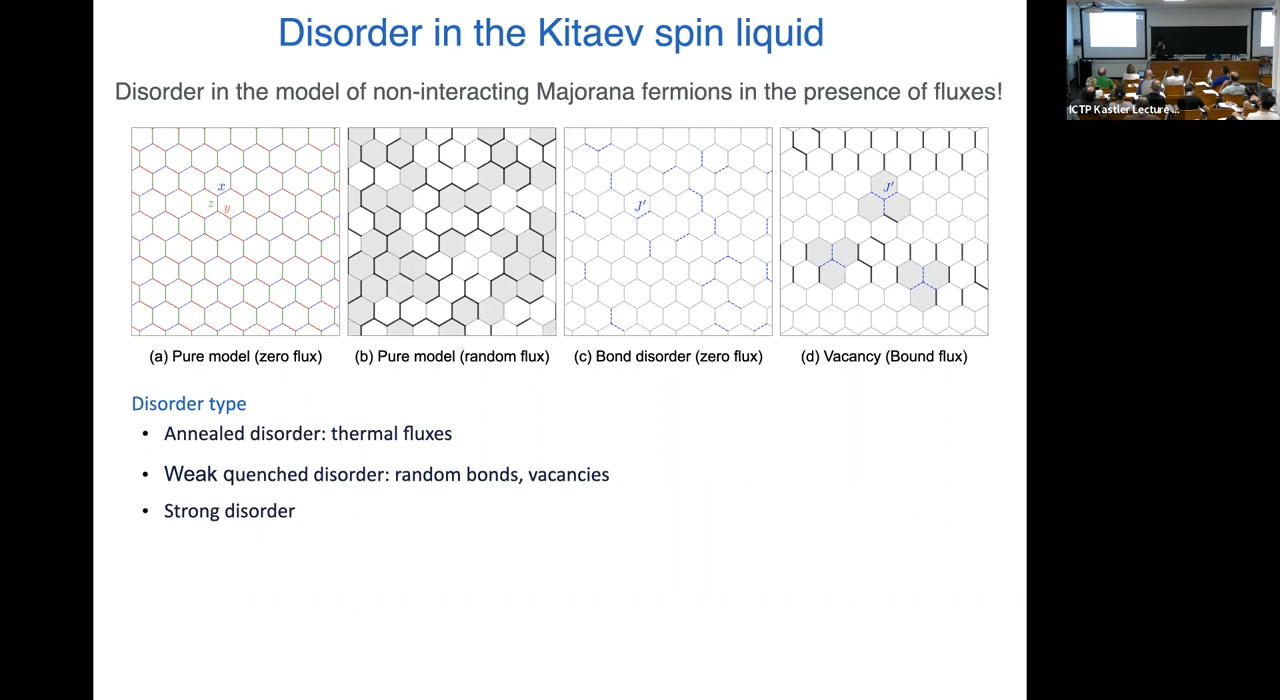 Disorder in the Kitaev spin liquid
Disorder in the model of non-interacting Majorana fermions in the presence of fluxes!
x
z
y
J′
J′
(a) Pure model (zero flux)
(b) Pure model (random flux)
(c) Bond disorder (zero flux)
(d) Vacancy (Bound flux)
Disorder type
• Annealed disorder: thermal fluxes
• Weak quenched disorder: random bonds, vacancies
• Strong disorder
ICTP Kastler Lecture ...